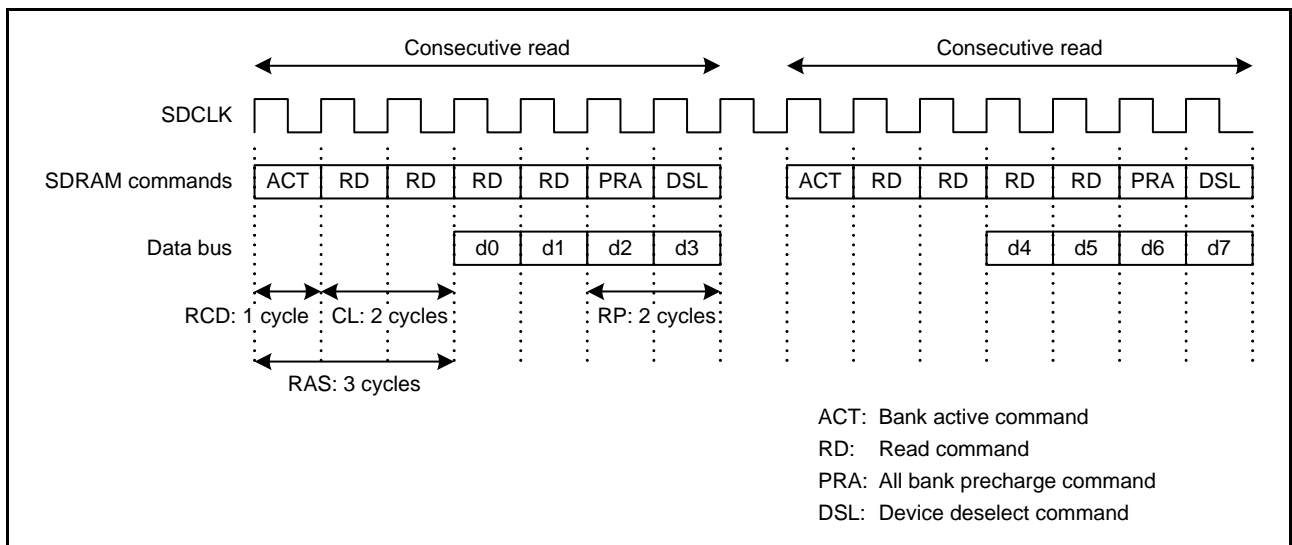 Consecutive read Consecutive read
SDCLK
SDRAM commands ACT RD RD RD RD PRA DSL ACT RD RD RD RD PRA DSL
Data bus d0 d1 d2 d3 d4 d5 d6 d7
RCD: 1 cycle CL: 2 cycles RP: 2 cycles
RAS: 3 cycles
ACT: Bank active command
RD: Read command
PRA: All bank precharge command
DSL: Device deselect command